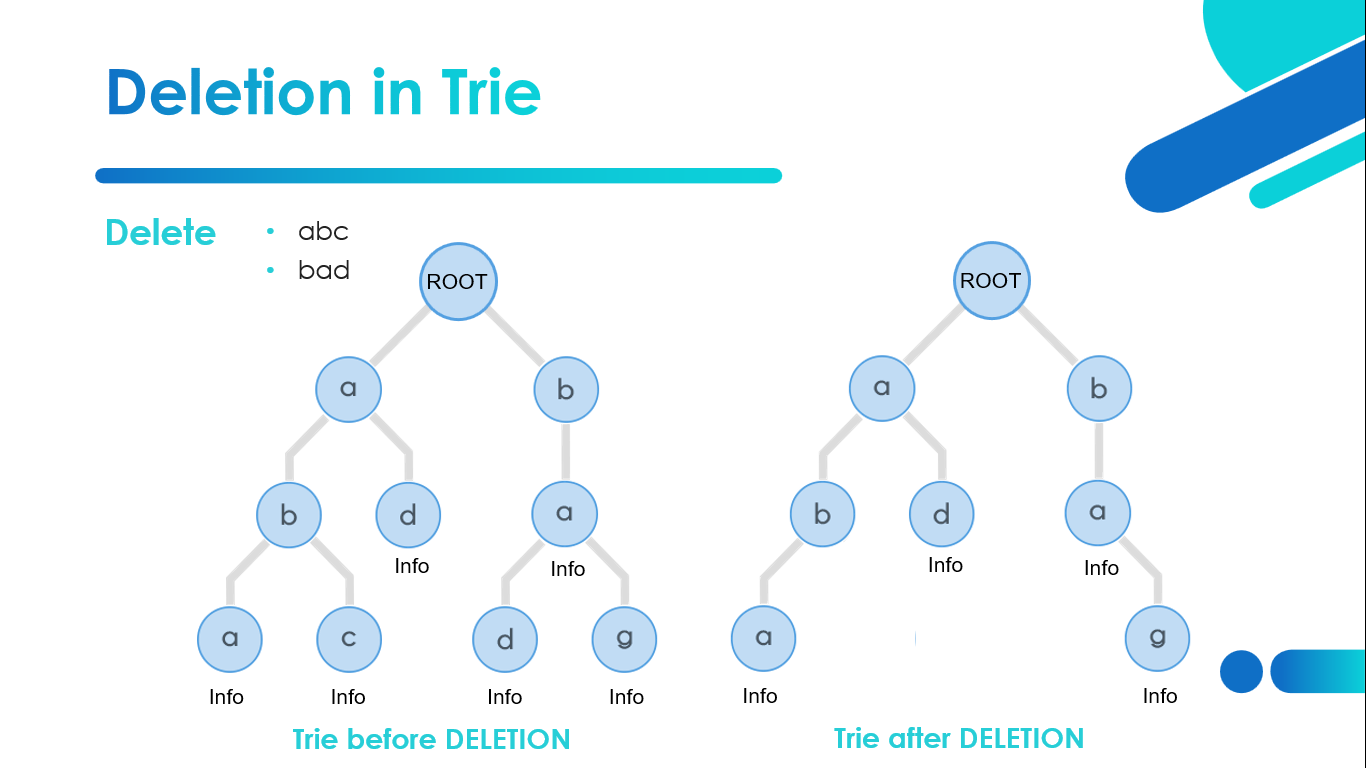 Deletion in Trie
Delete
• abc
• bad
ROOT
ROOT
a
b
a
b
b
d
a
b
d
a
Info
Info
Info
Info
a
c
d
g
a
g
Info
Info
Info
Info
Info
Info
Trie before DELETION
Trie after DELETION